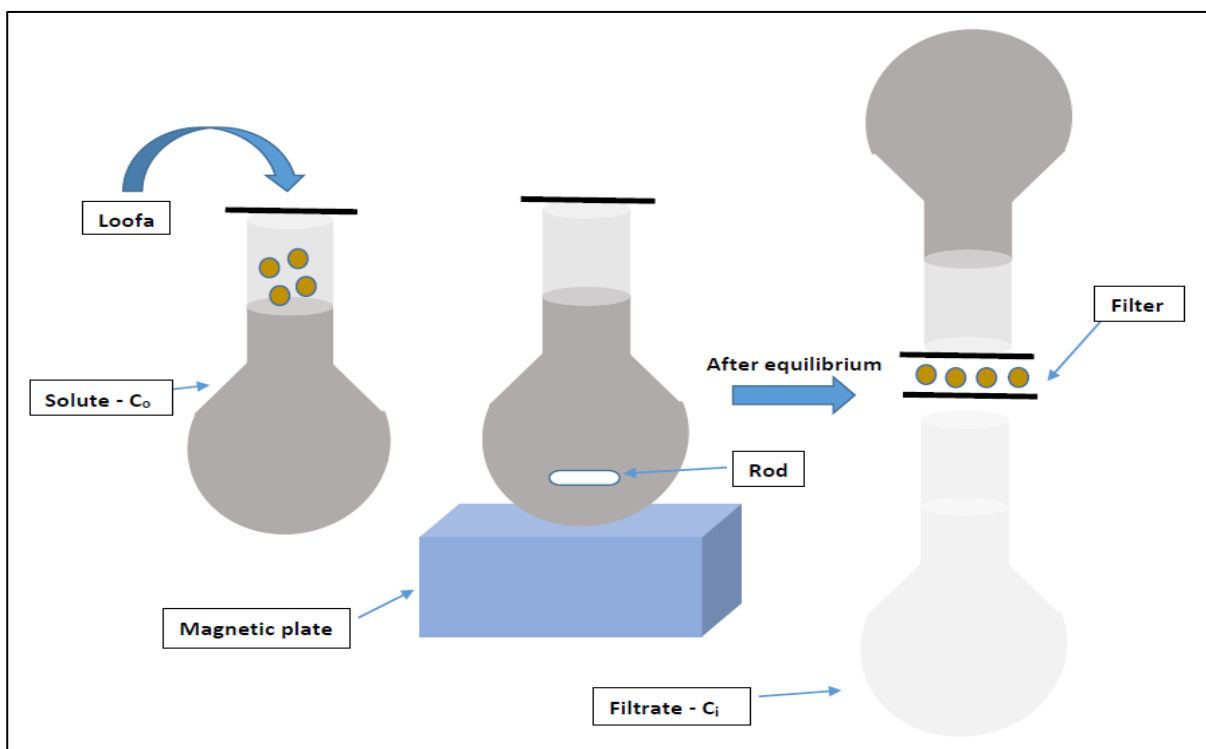 Loofa
Solute - Co
Magnetic plate
Rod
After equilibrium
Filter
Filtrate - Ci